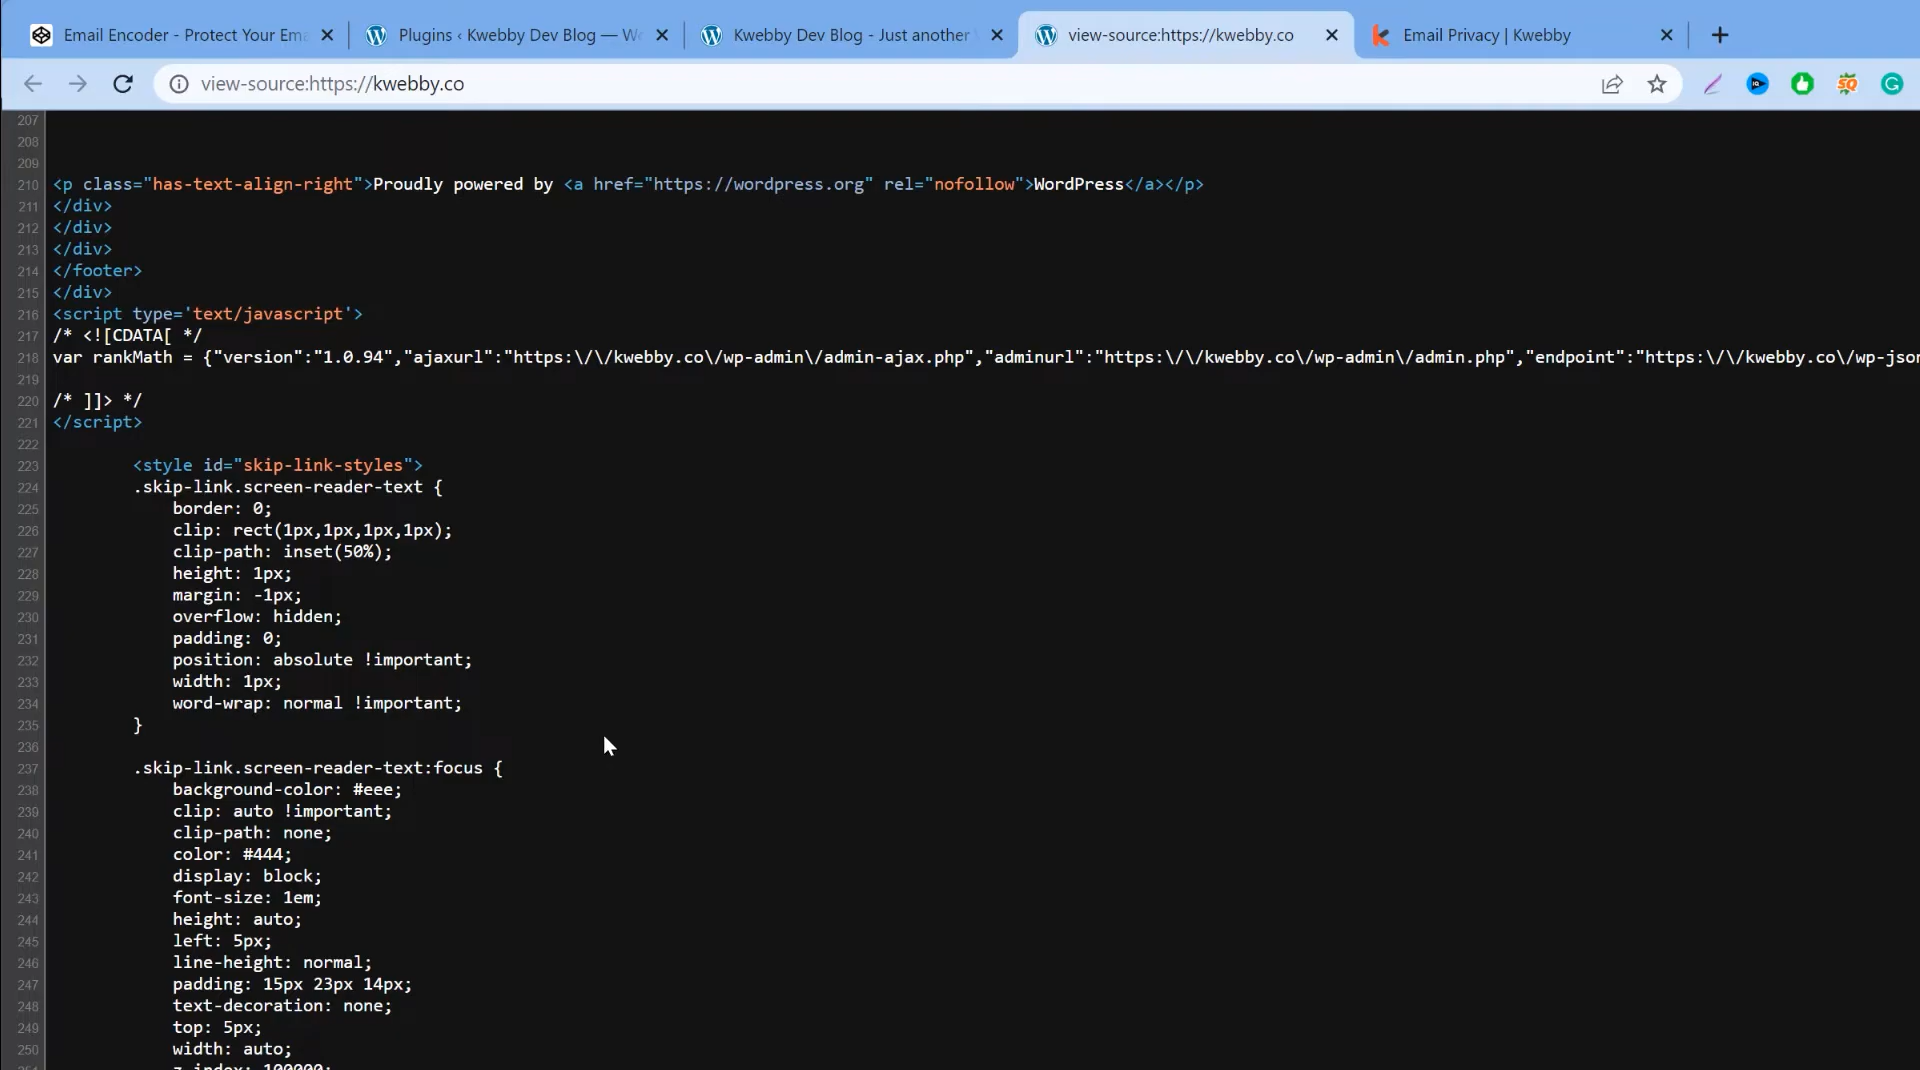 Email Encoder - Protect Your Ema
Plugins ‹ Kwebby Dev Blog — W
Kwebby Dev Blog - Just another
view-source:https://kwebby.co
Email Privacy | Kwebby
view-source:https://kwebby.co
207
208
209
210 <p class="has-text-align-right">Proudly powered by <a href="https://wordpress.org" rel="nofollow">WordPress</a></p>
211 </div>
212 </div>
213 </div>
214 </footer>
215 </div>
216 <script type='text/javascript'>
217 /* <![CDATA[ */
218 var rankMath = {"version":"1.0.94","ajaxurl":"https:\/\/kwebby.co\/wp-admin\/admin-ajax.php","adminurl":"https:\/\/kwebby.co\/wp-admin\/admin.php","endpoint":"https:\/\/kwebby.co\/wp-json
219
220 /* ]]> */
221 </script>
222
223 <style id="skip-link-styles">
224 .skip-link.screen-reader-text {
225 border: 0;
226 clip: rect(1px,1px,1px,1px);
227 clip-path: inset(50%);
228 height: 1px;
229 margin: -1px;
230 overflow: hidden;
231 padding: 0;
232 position: absolute !important;
233 width: 1px;
234 word-wrap: normal !important;
235 }
236
237 .skip-link.screen-reader-text:focus {
238 background-color: #eee;
239 clip: auto !important;
240 clip-path: none;
241 color: #444;
242 display: block;
243 font-size: 1em;
244 height: auto;
245 left: 5px;
246 line-height: normal;
247 padding: 15px 23px 14px;
248 text-decoration: none;
249 top: 5px;
250 width: auto;